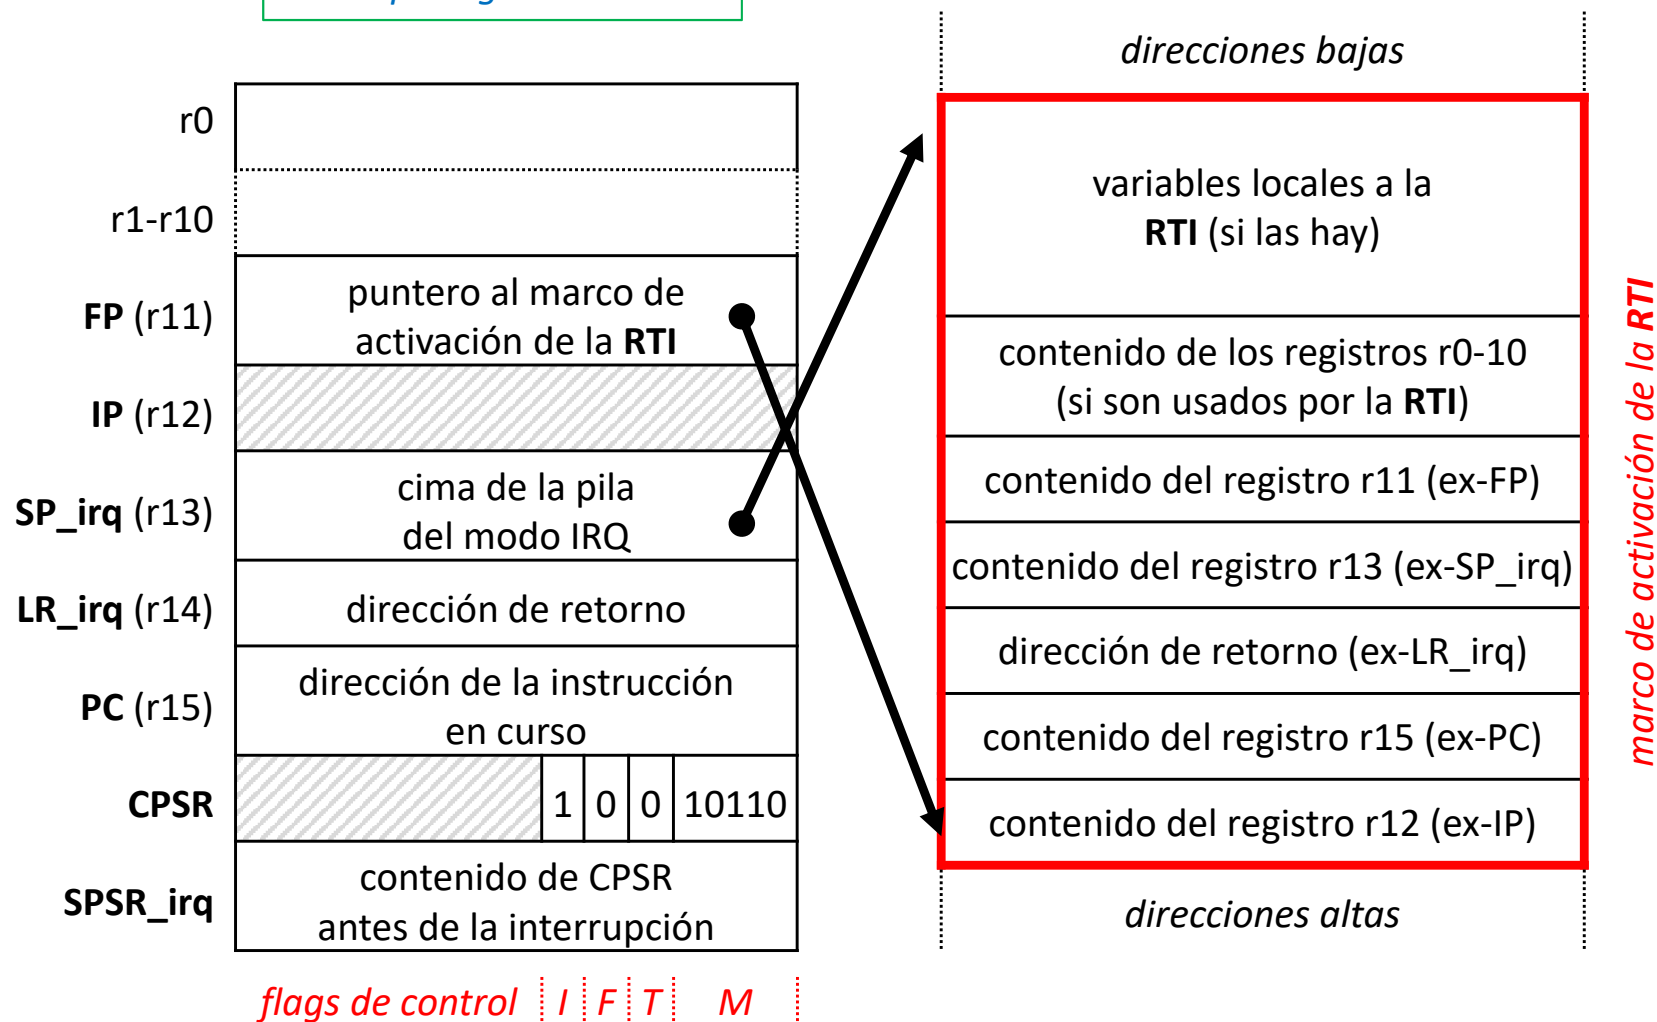 direcciones bajas
r0
r1-r10
FP (r11)
puntero al marco de
activación de la RTI
IP (r12)
SP_irq (r13)
cima de la pila
del modo IRQ
LR_irq (r14)
dirección de retorno
PC (r15)
dirección de la instrucción
en curso
CPSR
1 0 0 10110
SPSR_irq
contenido de CPSR
antes de la interrupción
flags de control I F T M
variables locales a la
RTI (si las hay)
contenido de los registros r0-10
(si son usados por la RTI)
contenido del registro r11 (ex-FP)
contenido del registro r13 (ex-SP_irq)
dirección de retorno (ex-LR_irq)
contenido del registro r15 (ex-PC)
contenido del registro r12 (ex-IP)
direcciones altas
marco de activación de la RTI